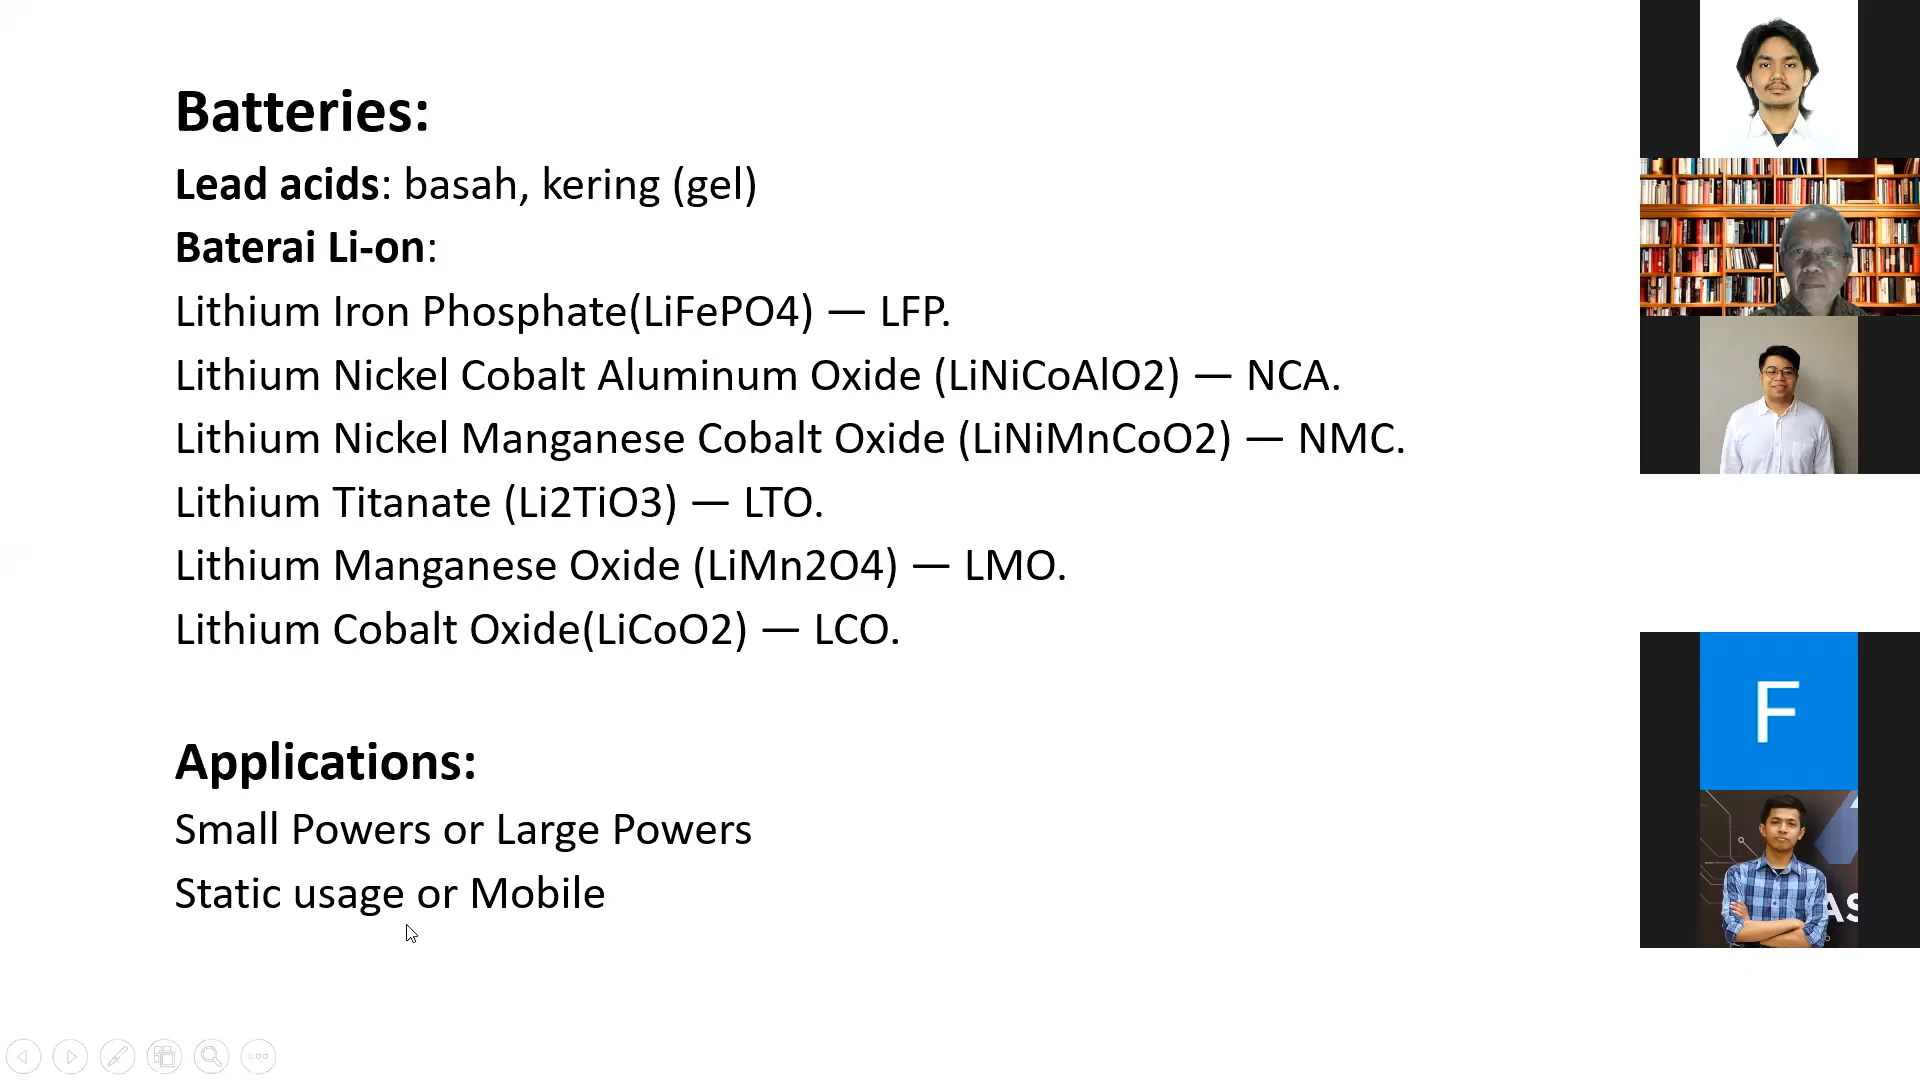 Batteries:
Lead acids: basah, kering (gel)
Baterai Li-on:
Lithium Iron Phosphate(LiFePO4) — LFP.
Lithium Nickel Cobalt Aluminum Oxide (LiNiCoAlO2) — NCA.
Lithium Nickel Manganese Cobalt Oxide (LiNiMnCoO2) — NMC.
Lithium Titanate (Li2TiO3) — LTO.
Lithium Manganese Oxide (LiMn2O4) — LMO.
Lithium Cobalt Oxide(LiCoO2) — LCO.
Applications:
Small Powers or Large Powers
Static usage or Mobile
F
AS